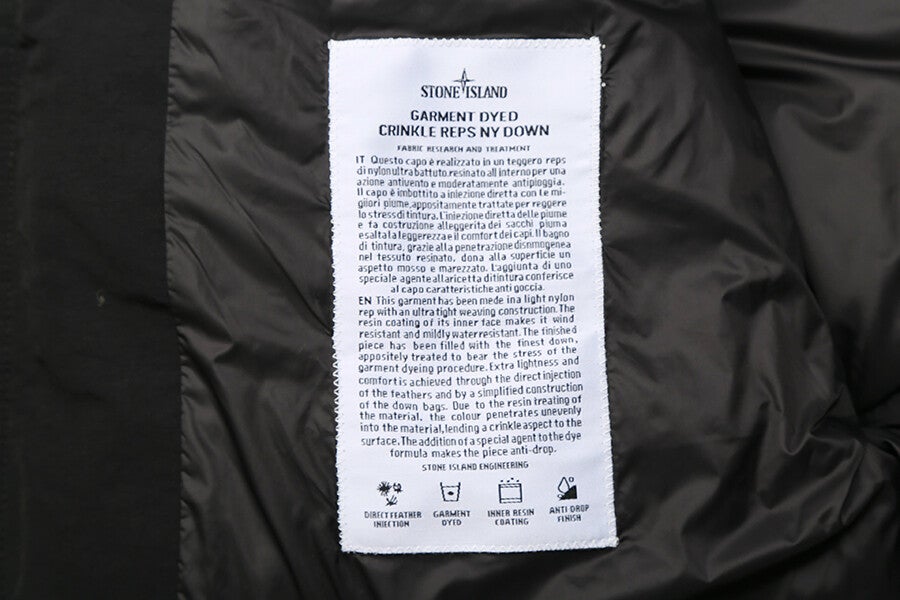 STONE ISLAND
GARMENT DYED
CRINKLE REPS NY DOWN
FABRIC RESEARCH AND TREATMENT
IT Questo capo è realizzato in un teggero reps
di nylon ultra battuto.resinato all interno per una
azione antivento e moderatamente antipioggia.
Il capo è imbottito a iniezione diretta con le mi-
gliori piume,appositamente trattate per reggere
lo stress di tintura. L'iniezione diretta delle piume
e fa costruzione alleggerita dei sacchi piuma
esalta la leggerezza e il comfort dei capi. Il bagno
di tintura, grazie alla penetrazione disnmogenea
nel tessuto resinato, dona alla superficie un
aspetto mosso e marezzato. L'aggiunta di uno
speciale agente alla ricetta di tintura conferisce
al capo caratteristiche anti goccia.
EN This garment has been mede in a light nylon
rep with an ultra tight weaving construction. The
resin coating of its inner face makes it wind
resistant and mildly water resistant. The finished
piece has been filled with the finest down,
appositely treated to bear the stress of the
garment dyeing procedure. Extra lightness and
comfort is achieved through the direct injection
of the feathers and by a simplified construction
of the down bags. Due to the resin treating of
the material, the colour penetrates unevenly
into the material,lending a crinkle aspect to the
surface. The addition of a special agent to the dye
formula makes the piece anti-drop.
STONE ISLAND ENGINEERING
DIRECT FEATHER INJECTION
GARMENT DYED
INNER RESIN COATING
ANTI DROP FINISH